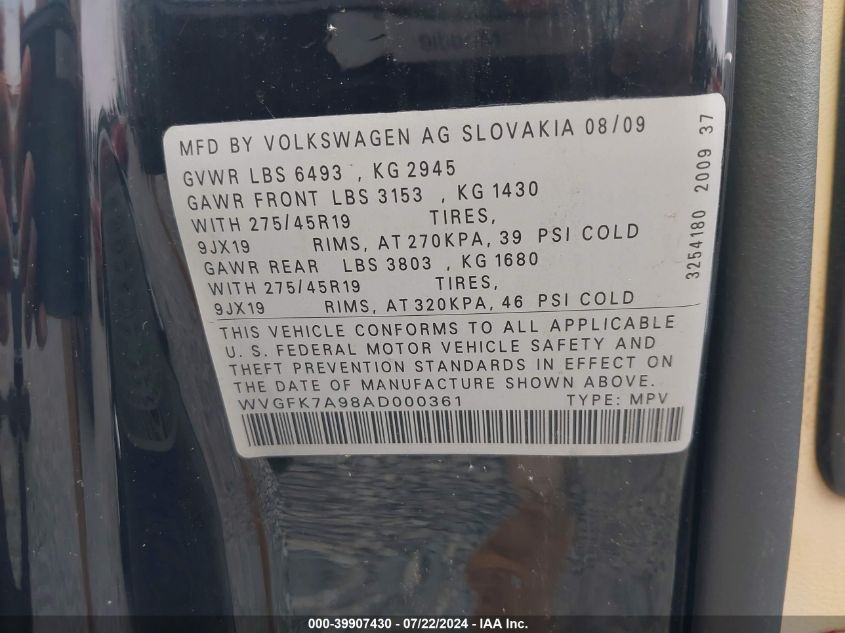 MFD BY VOLKSWAGEN AG SLOVAKIA 08/09
GVWR LBS 6493 , KG 2945
GAWR FRONT LBS 3153 , KG 1430
WITH 275/45R19 TIRES,
9JX19 RIMS, AT 270KPA, 39 PSI COLD
GAWR REAR LBS 3803 , KG 1680
WITH 275/45R19 TIRES,
9JX19 RIMS, AT 320KPA, 46 PSI COLD
THIS VEHICLE CONFORMS TO ALL APPLICABLE
U. S. FEDERAL MOTOR VEHICLE SAFETY AND
THEFT PREVENTION STANDARDS IN EFFECT ON
THE DATE OF MANUFACTURE SHOWN ABOVE.
WVGFK7A98AD000361 TYPE: MPV
3254180 2009 37
000-39907430 - 07/22/2024 - IAA Inc.